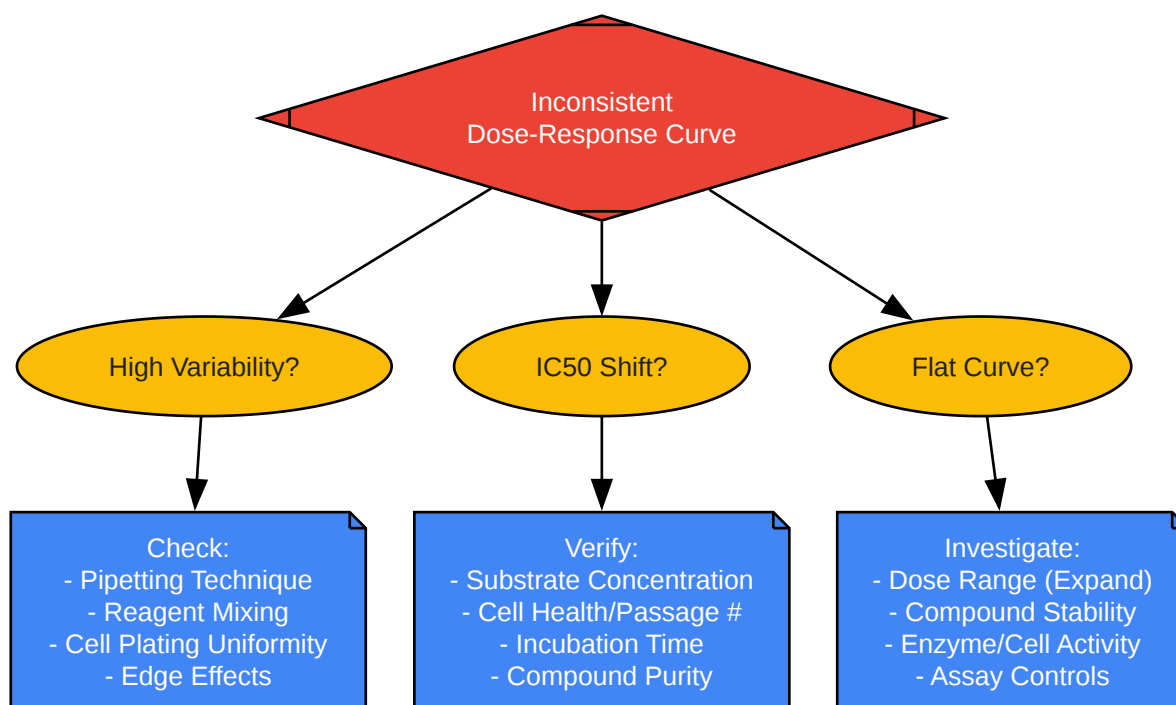 Inconsistent
Dose-Response Curve
High Variability?
IC50 Shift?
Flat Curve?
Check:
- Pipetting Technique
- Reagent Mixing
- Cell Plating Uniformity
- Edge Effects
Verify:
- Substrate Concentration
- Cell Health/Passage #
- Incubation Time
- Compound Purity
Investigate:
- Dose Range (Expand)
- Compound Stability
- Enzyme/Cell Activity
- Assay Controls